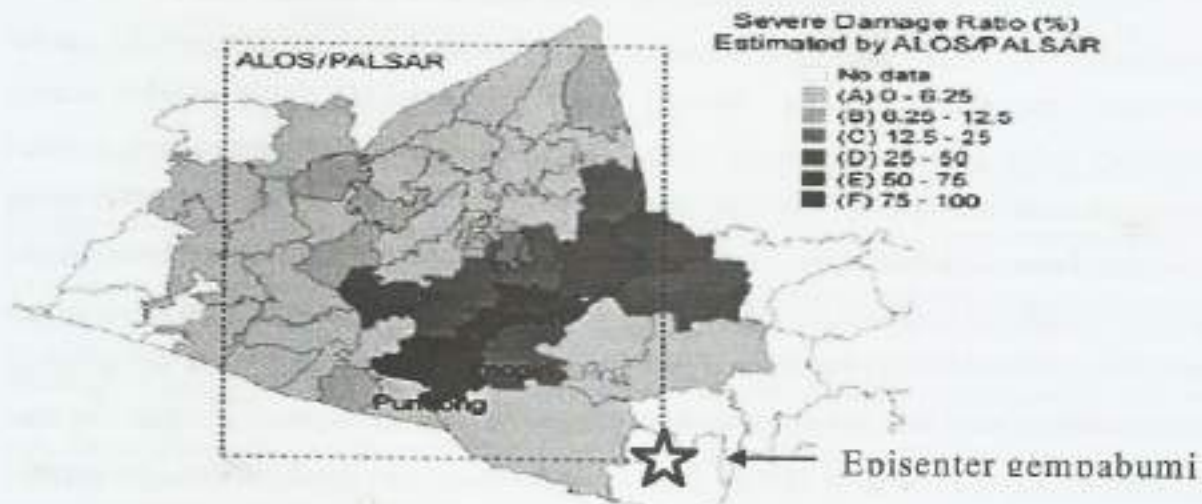 Severe Damage Ratio (%)
Estimated by ALOS/PALSAR
ALOS/PALSAR
No data
(A) 0 - 6.25
(B) 6.25 - 12.5
(C) 12.5 - 25
(D) 25 - 50
(E) 50 - 75
(F) 75 - 100
Pundong
Episenter gempabumi